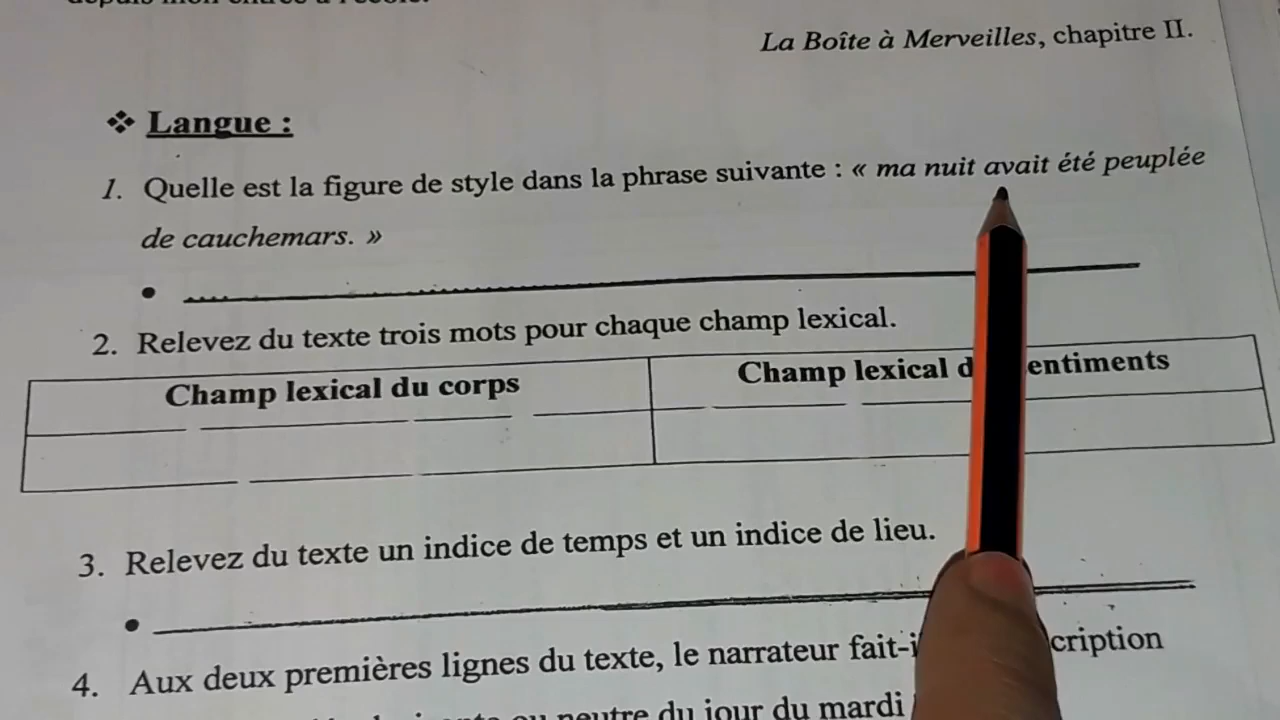 La Boîte à Merveilles, chapitre II.
❖ Langue :
1. Quelle est la figure de style dans la phrase suivante : « ma nuit avait été peuplée
de cauchemars. »
2. Relevez du texte trois mots pour chaque champ lexical.
Champ lexical du corps
Champ lexical d entiments
3. Relevez du texte un indice de temps et un indice de lieu.
4. Aux deux premières lignes du texte, le narrateur fait-i cription
ou neutre du jour du mardi